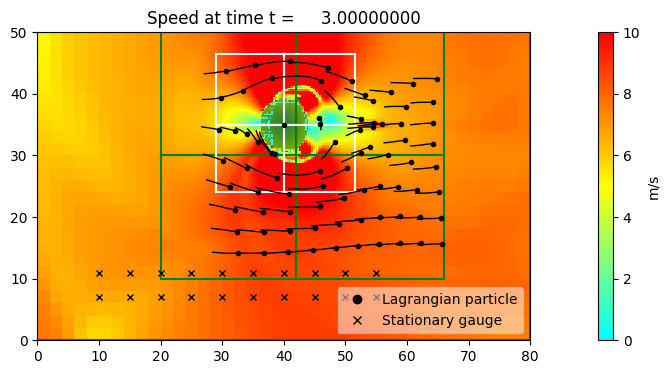 Speed at time t = 3.00000000
50
40
30
20
10
0
0 10 20 30 40 50 60 70 80
Lagrangian particle
Stationary gauge
10
8
6
4
2
0
m/s